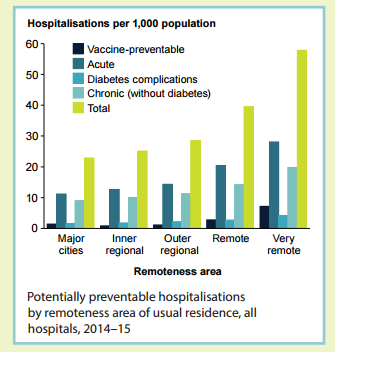 Hospitalisations per 1,000 population
60
50
40
30
20
10
0
Vaccine-preventable
Acute
Diabetes complications
Chronic (without diabetes)
Total
Major
cities
Inner
regional
Outer
regional
Remote
Very
remote
Remoteness area
Potentially preventable hospitalisations
by remoteness area of usual residence, all
hospitals, 2014–15